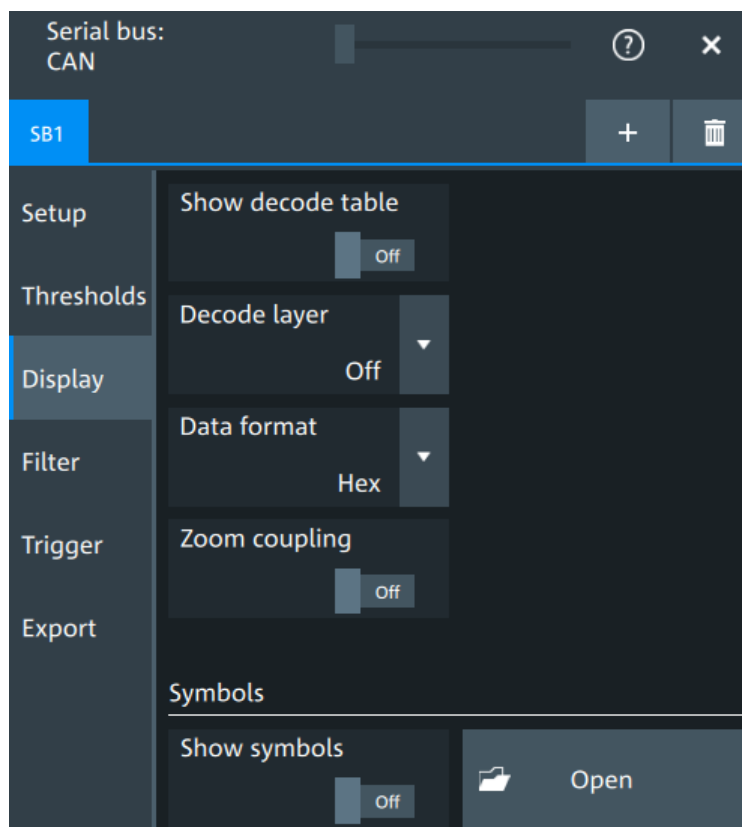 Serial bus:
CAN
?
SB1
+
Setup
Thresholds
Display
Filter
Trigger
Export
Show decode table
Off
Decode layer
Off
Data format
Hex
Zoom coupling
Off
Symbols
Show symbols
Off
Open